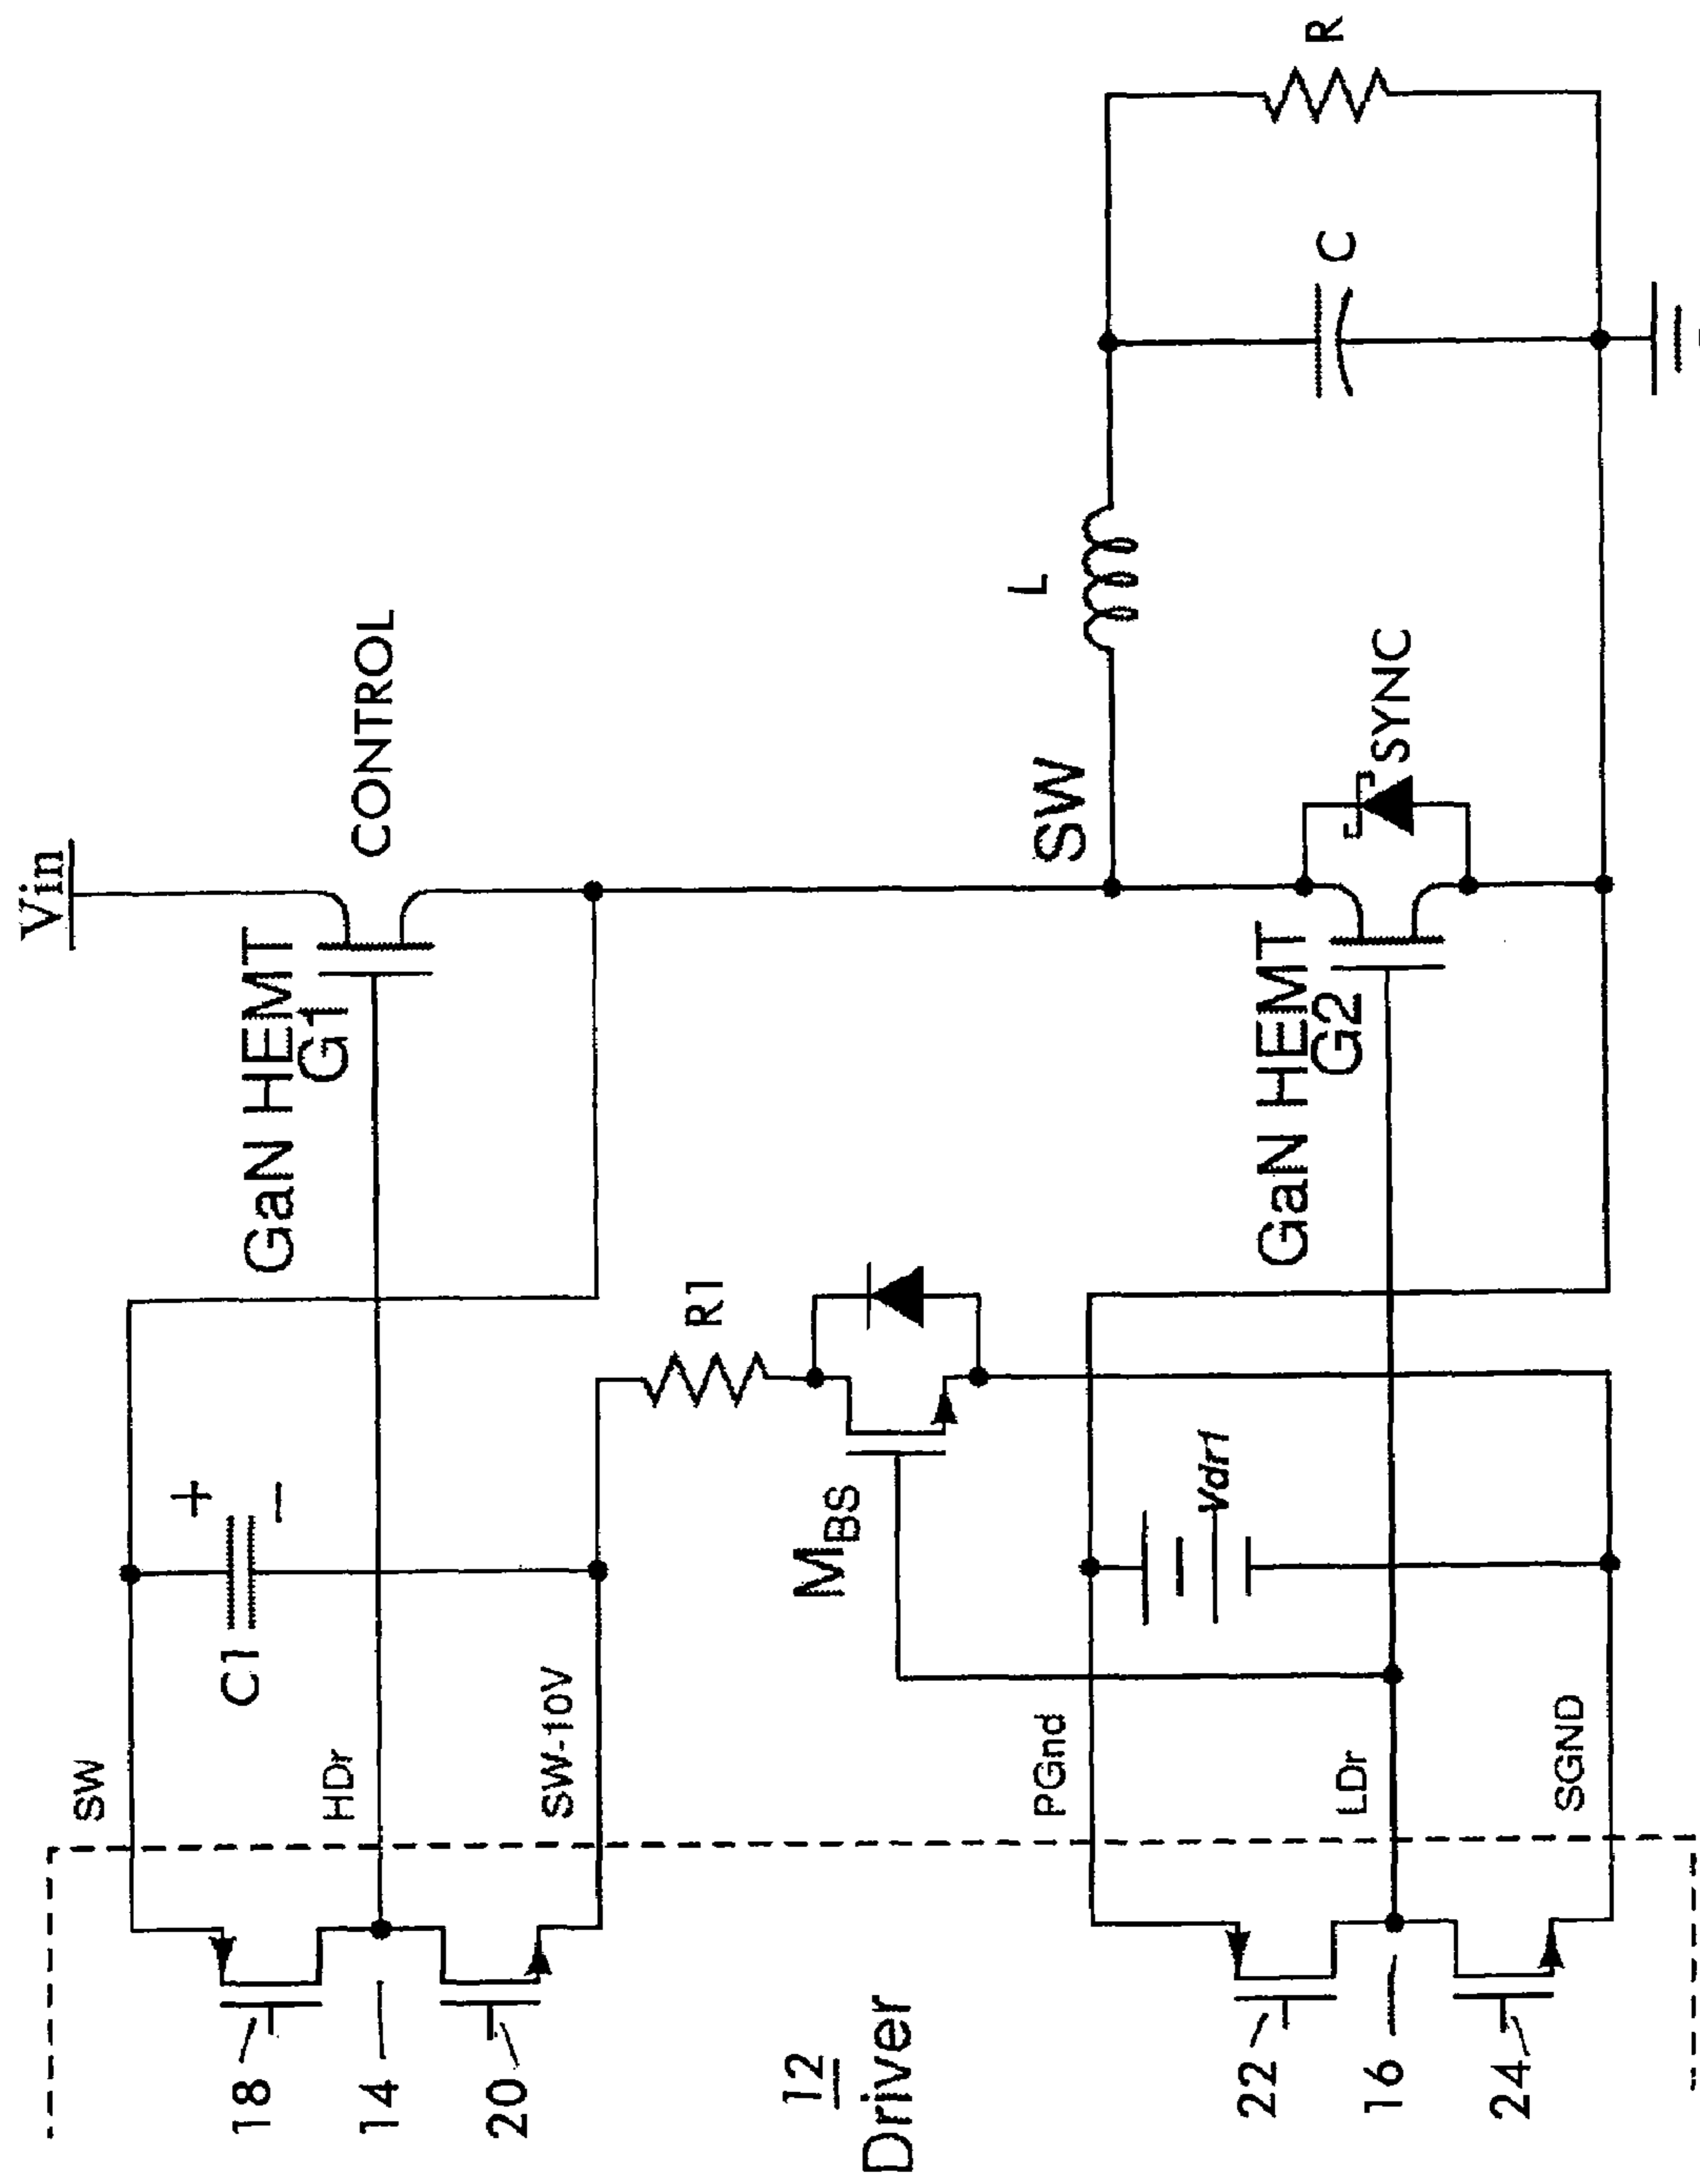 Vin
GaN HEMT
G1
CONTROL
SW
C1
+
−
HDr
SW-10V
18
14
20
R1
M BS
12
Driver
SW
L
C
R
PGnd
Vdr1
LDr
SGND
GaN HEMT
G2
SYNC
22
16
24